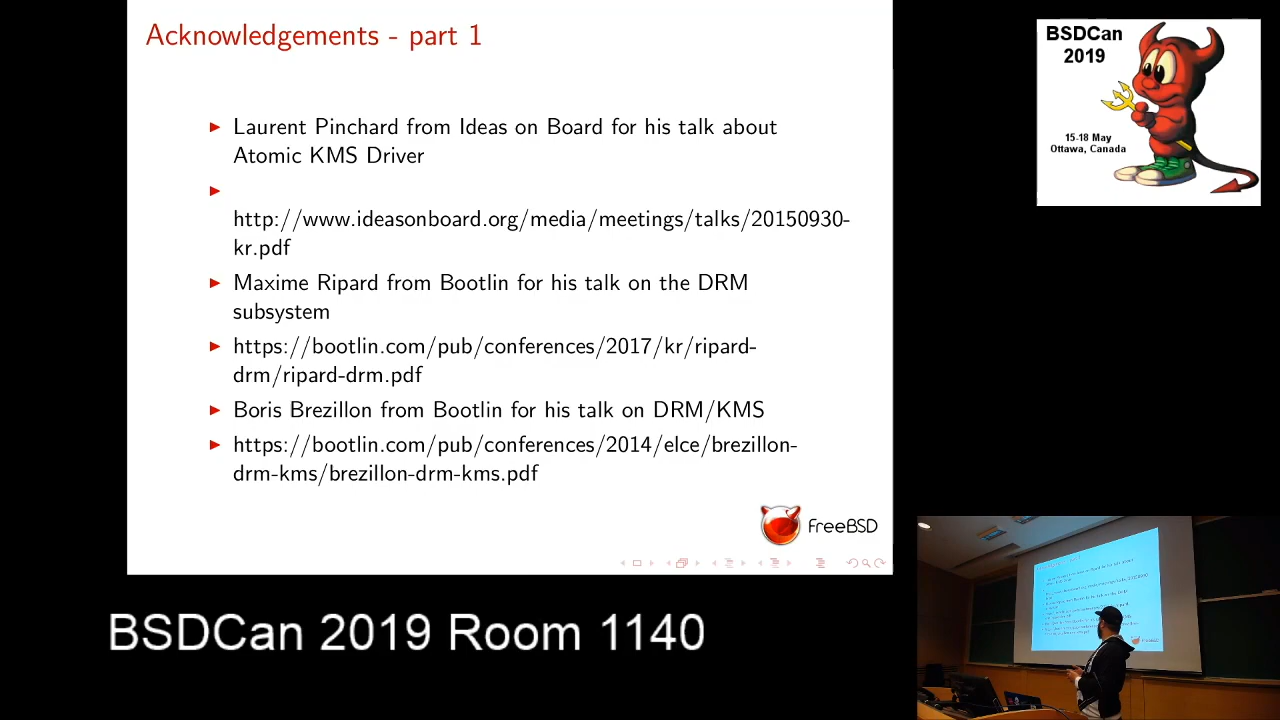 Acknowledgements - part 1
Laurent Pinchard from Ideas on Board for his talk about
Atomic KMS Driver
http://www.ideasonboard.org/media/meetings/talks/20150930-
kr.pdf
Maxime Ripard from Bootlin for his talk on the DRM
subsystem
https://bootlin.com/pub/conferences/2017/kr/ripard-
drm/ripard-drm.pdf
Boris Brezillon from Bootlin for his talk on DRM/KMS
https://bootlin.com/pub/conferences/2014/elce/brezillon-
drm-kms/brezillon-drm-kms.pdf
FreeBSD
BSDCan
2019
15-18 May
Ottawa, Canada
BSDCan 2019 Room 1140